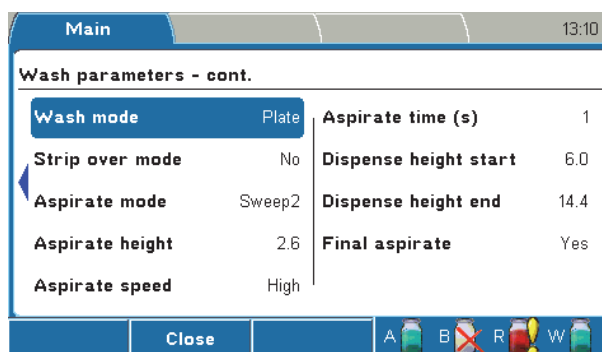 Main
13:10
Wash parameters - cont.
Wash mode Plate
Strip over mode No
Aspirate mode Sweep2
Aspirate height 2.6
Aspirate speed High
Aspirate time (s) 1
Dispense height start 6.0
Dispense height end 14.4
Final aspirate Yes
Close
A B R W